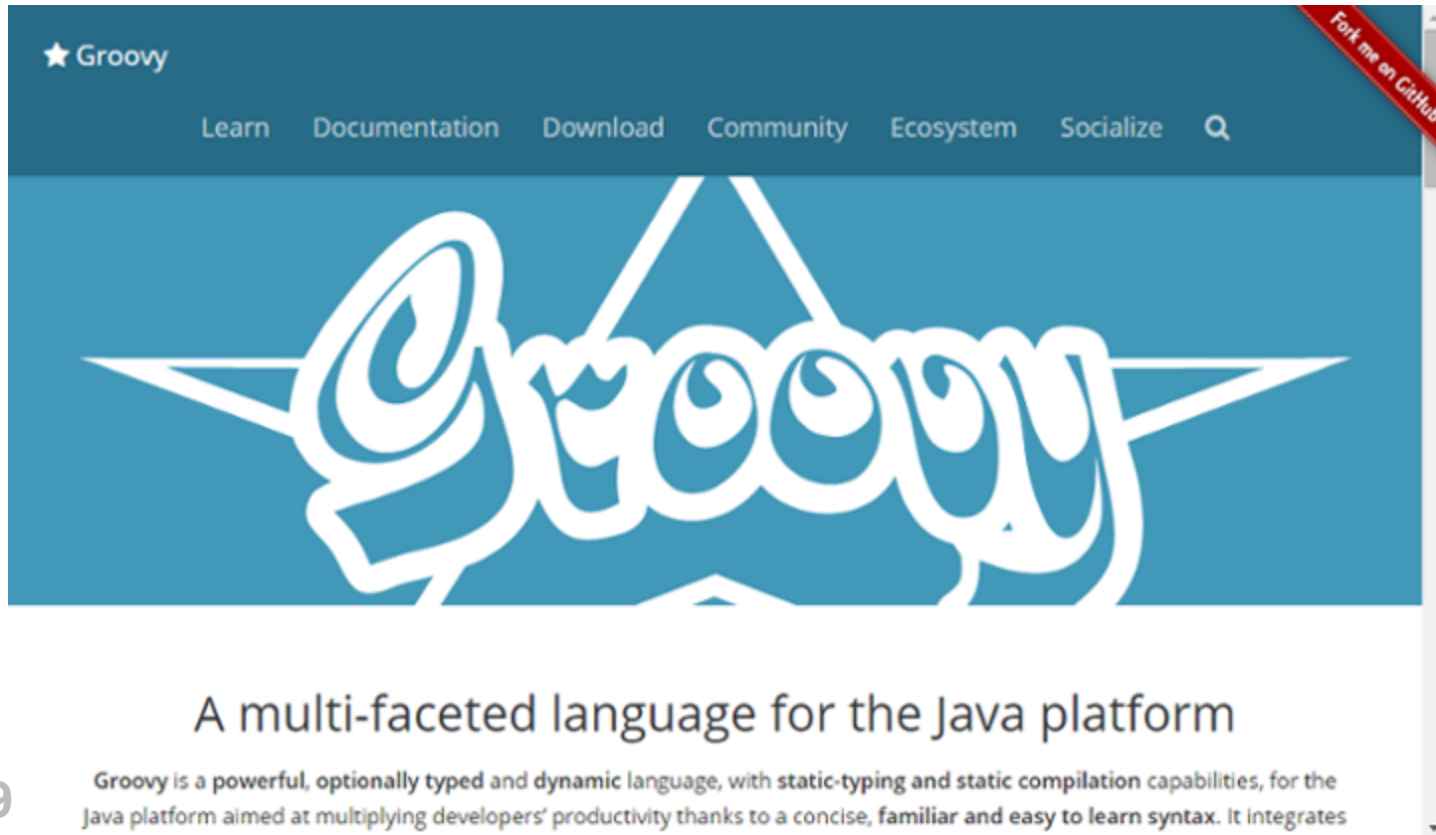 Groovy
Fork me on GitHub
Learn Documentation Download Community Ecosystem Socialize
Groovy
A multi-faceted language for the Java platform
Groovy is a powerful, optionally typed and dynamic language, with static-typing and static compilation capabilities, for the
Java platform aimed at multiplying developers’ productivity thanks to a concise, familiar and easy to learn syntax. It integrates
9